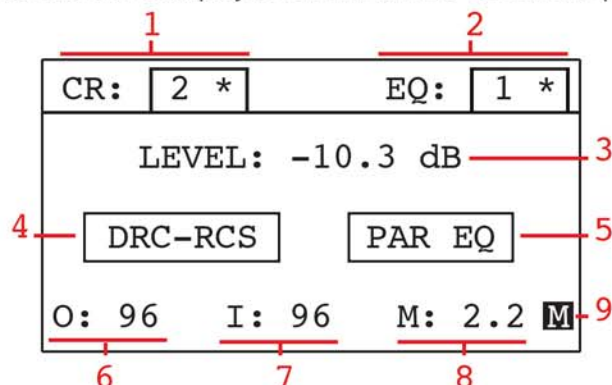 1 2
CR: 2 * EQ: 1 *
LEVEL: -10.3 dB 3
4 DRC-RCS PAR EQ 5
O: 96 I: 96 M: 2.2 M 9
6 7 8